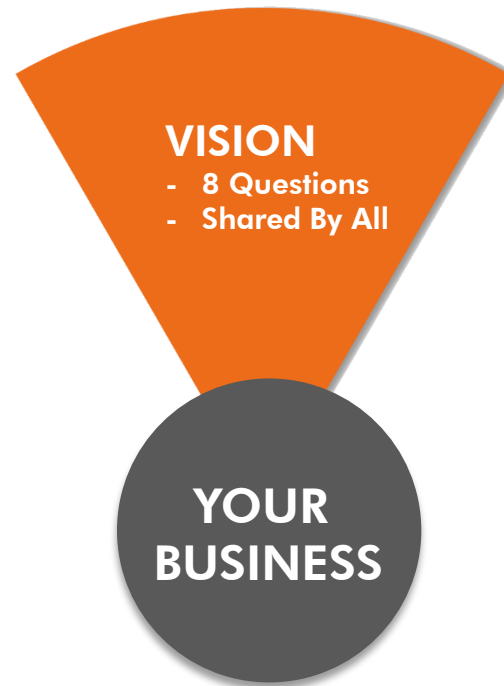 VISION
- 8 Questions
- Shared By All
YOUR
BUSINESS